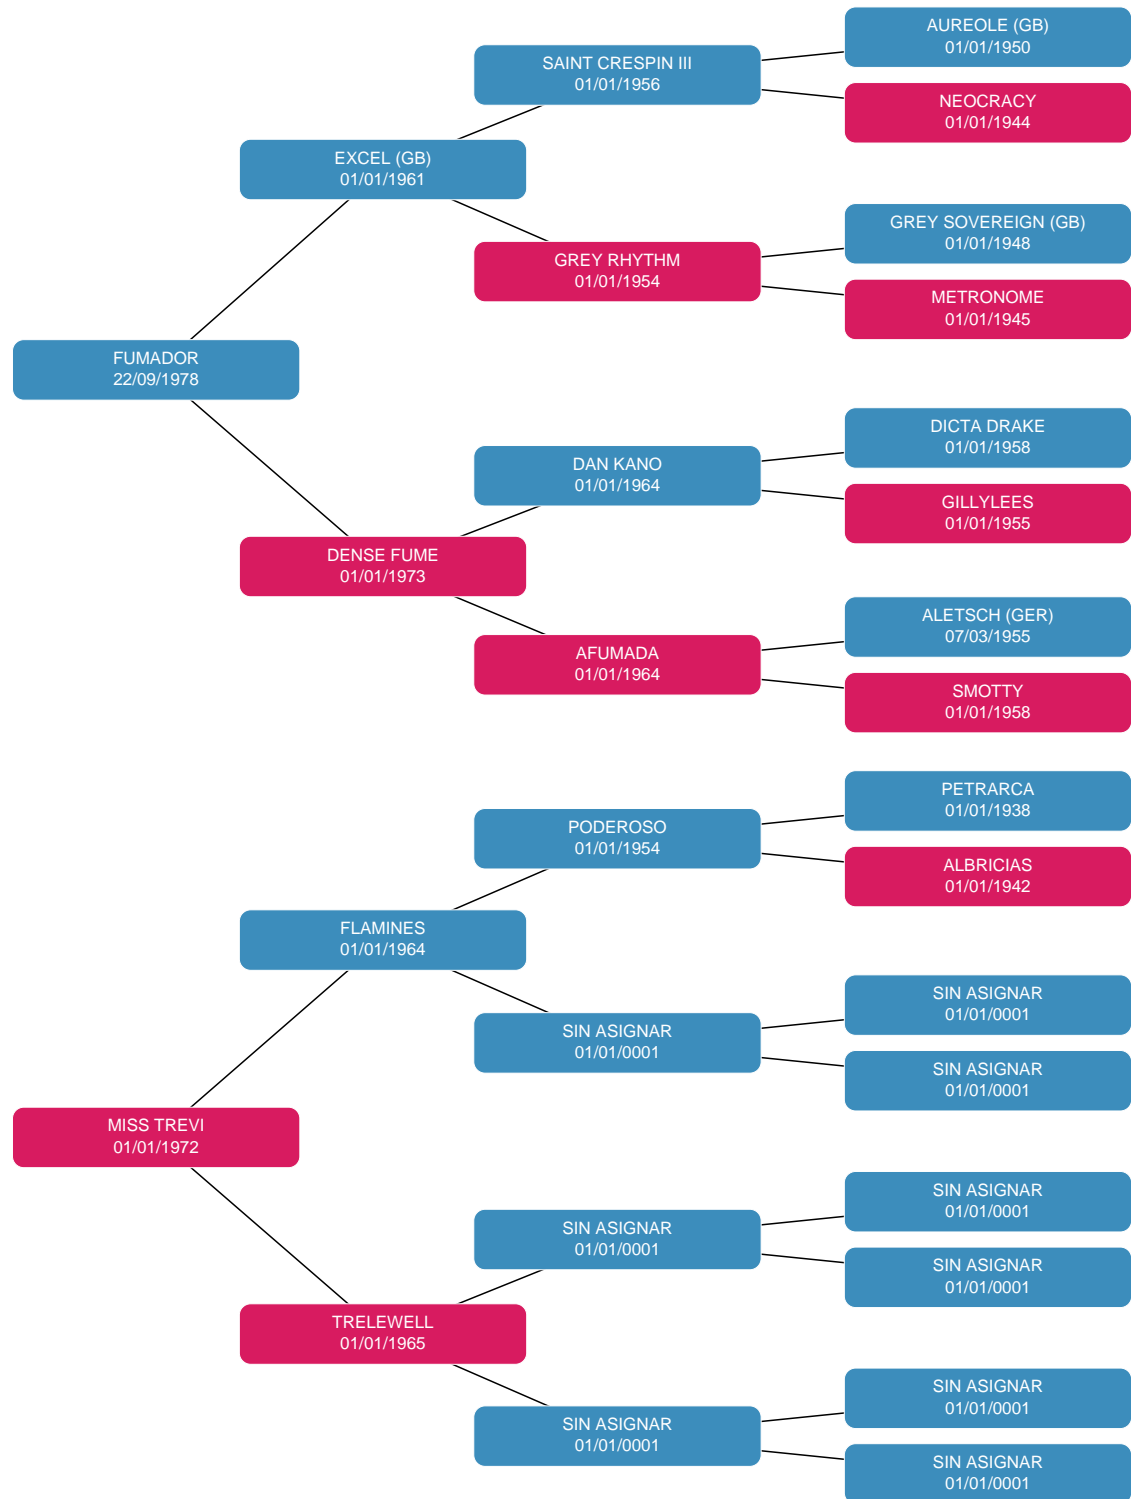 AUREOLE (GB)
01/01/1950
SAINT CRESPIN III
01/01/1956
NEOCRACY
01/01/1944
EXCEL (GB)
01/01/1961
GREY SOVEREIGN (GB)
01/01/1948
GREY RHYTHM
01/01/1954
METRONOME
01/01/1945
FUMADOR
22/09/1978
DICTA DRAKE
01/01/1958
DAN KANO
01/01/1964
GILLYLEES
01/01/1955
DENSE FUME
01/01/1973
ALETSCH (GER)
07/03/1955
AFUMADA
01/01/1964
SMOTTY
01/01/1958
PETRARCA
01/01/1938
PODEROSO
01/01/1954
ALBRICIAS
01/01/1942
FLAMINES
01/01/1964
SIN ASIGNAR
01/01/0001
SIN ASIGNAR
01/01/0001
SIN ASIGNAR
01/01/0001
MISS TREVI
01/01/1972
SIN ASIGNAR
01/01/0001
SIN ASIGNAR
01/01/0001
SIN ASIGNAR
01/01/0001
TRELEWELL
01/01/1965
SIN ASIGNAR
01/01/0001
SIN ASIGNAR
01/01/0001
SIN ASIGNAR
01/01/0001